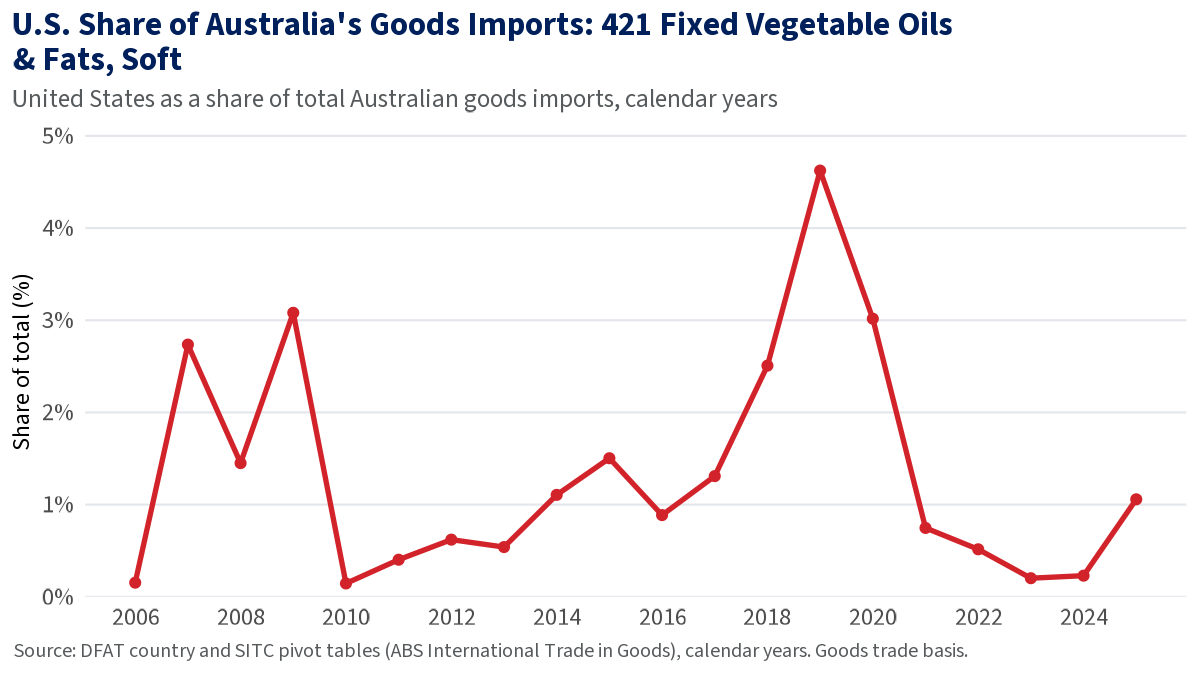 U.S. Share of Australia's Goods Imports: 421 Fixed Vegetable Oils
& Fats, Soft
United States as a share of total Australian goods imports, calendar years
Share of total (%)
5%
4%
3%
2%
1%
0%
2006 2008 2010 2012 2014 2016 2018 2020 2022 2024
Source: DFAT country and SITC pivot tables (ABS International Trade in Goods), calendar years. Goods trade basis.